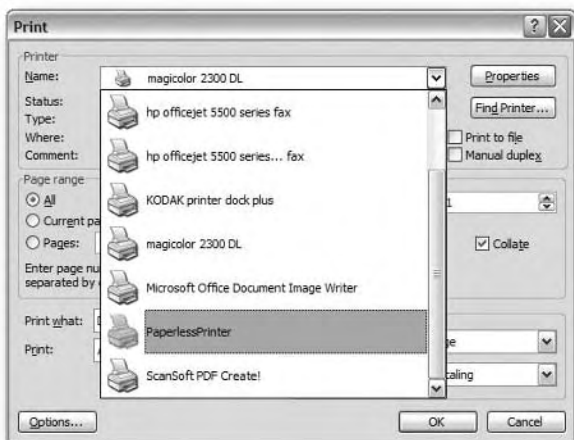 Print
Printer
Name: magicolor 2300 DL Properties
Status: Find Printer...
Type:
Where: Print to file
Comment: Manual duplex
hp officejet 5500 series fax
hp officejet 5500 series... fax
KODAK printer dock plus
magicolor 2300 DL
Microsoft Office Document Image Writer
PaperlessPrinter
ScanSoft PDF Create!
Page range
All 1
Current pa
Pages: Collate
Enter page nu
separated by
Print what:
Print:
Options... OK Cancel